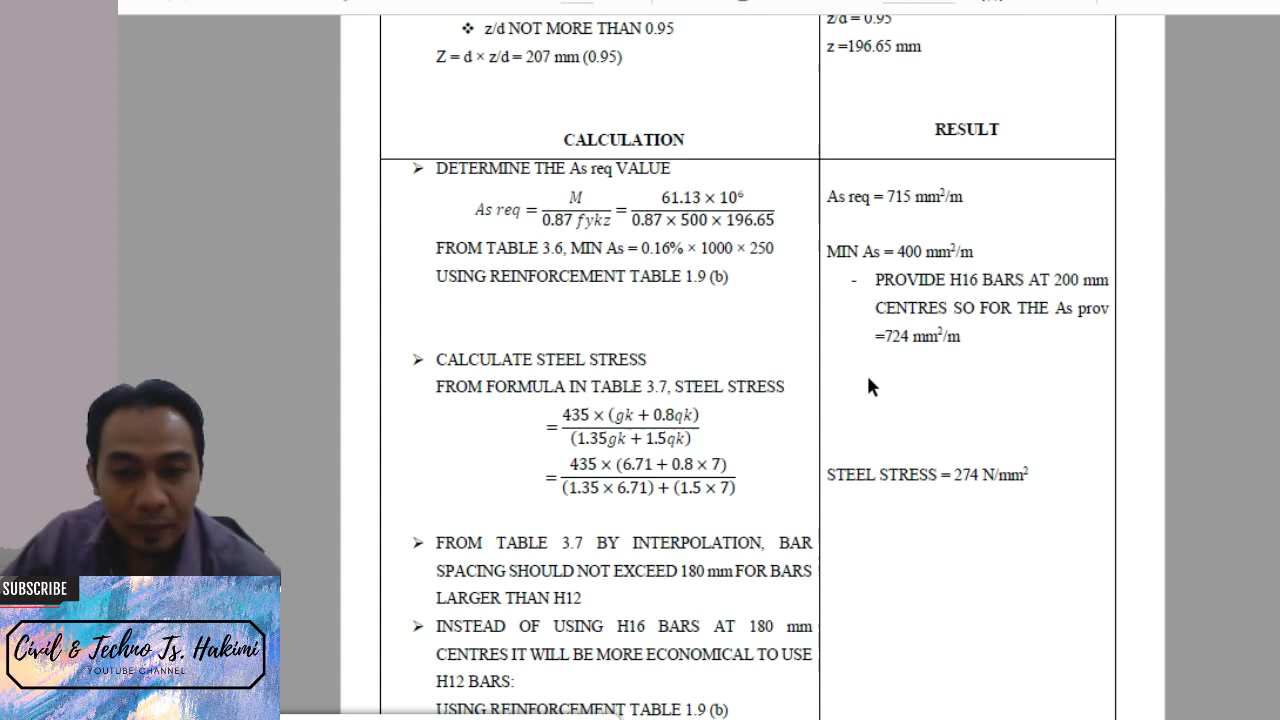 ❖ z/d NOT MORE THAN 0.95
Z = d × z/d = 207 mm (0.95)
z/d = 0.95
z =196.65 mm
CALCULATION
RESULT
➢ DETERMINE THE As req VALUE
As req = M / 0.87 fykz = 61.13 × 10⁶ / 0.87 × 500 × 196.65
FROM TABLE 3.6, MIN As = 0.16% × 1000 × 250
USING REINFORCEMENT TABLE 1.9 (b)
As req = 715 mm²/m
MIN As = 400 mm²/m
- PROVIDE H16 BARS AT 200 mm
CENTRES SO FOR THE As prov
=724 mm²/m
➢ CALCULATE STEEL STRESS
FROM FORMULA IN TABLE 3.7, STEEL STRESS
= 435 × (gk + 0.8qk) / (1.35gk + 1.5qk)
= 435 × (6.71 + 0.8 × 7) / (1.35 × 6.71) + (1.5 × 7)
STEEL STRESS = 274 N/mm²
➢ FROM TABLE 3.7 BY INTERPOLATION, BAR
SPACING SHOULD NOT EXCEED 180 mm FOR BARS
LARGER THAN H12
➢ INSTEAD OF USING H16 BARS AT 180 mm
CENTRES IT WILL BE MORE ECONOMICAL TO USE
H12 BARS:
USING REINFORCEMENT TABLE 1.9 (b)
SUBSCRIBE
Civil & Techno Ts. Hakimi
YOUTUBE CHANNEL